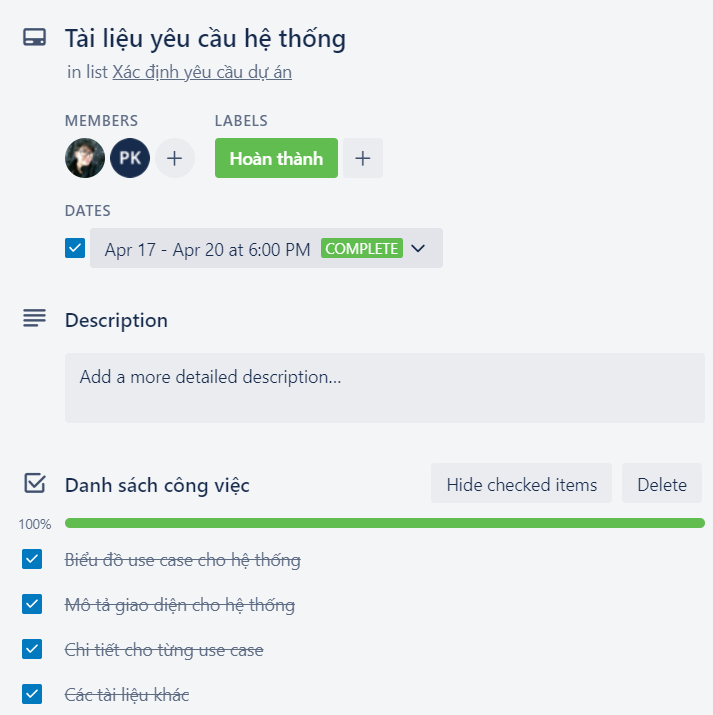 Tài liệu yêu cầu hệ thống
in list Xác định yêu cầu dự án
MEMBERS LABELS
PK + Hoàn thành +
DATES
Apr 17 - Apr 20 at 6:00 PM COMPLETE
Description
Add a more detailed description...
Danh sách công việc Hide checked items Delete
100%
Biểu đồ use case cho hệ thống
Mô tả giao diện cho hệ thống
Chi tiết cho từng use case
Các tài liệu khác